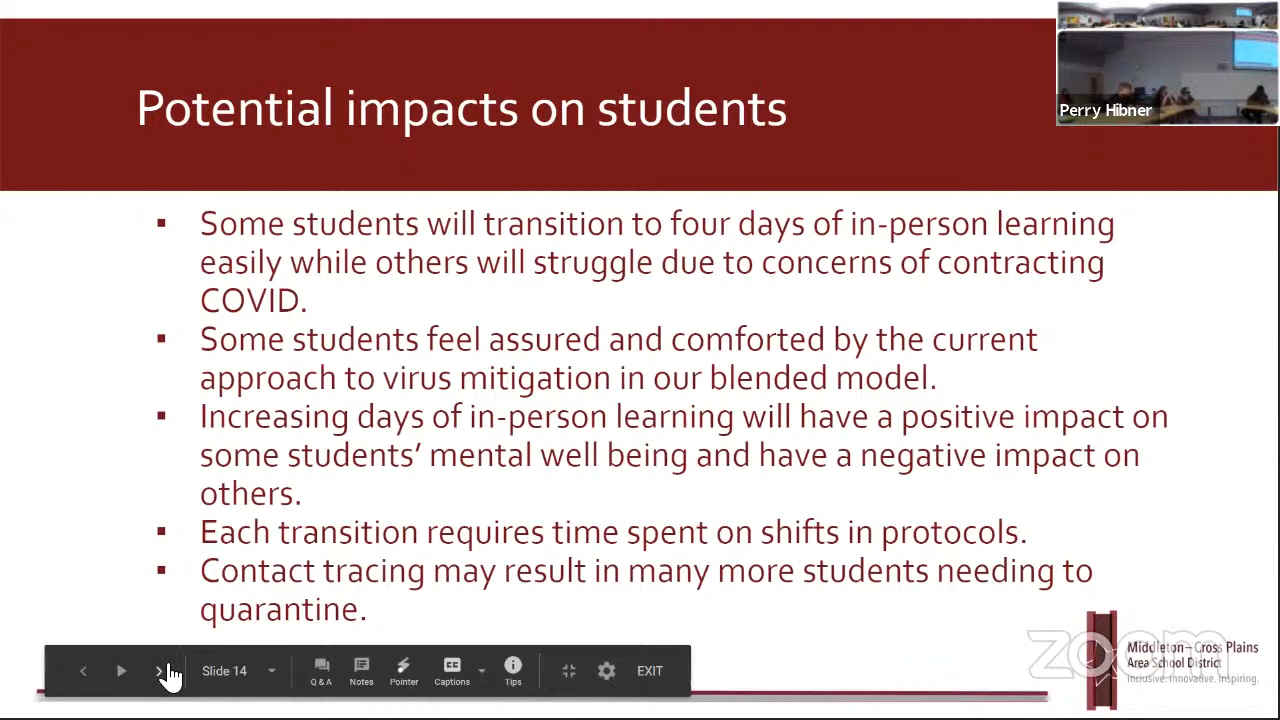 Potential impacts on students
Perry Hibner
▪ Some students will transition to four days of in-person learning
easily while others will struggle due to concerns of contracting
COVID.
▪ Some students feel assured and comforted by the current
approach to virus mitigation in our blended model.
▪ Increasing days of in-person learning will have a positive impact on
some students’ mental well being and have a negative impact on
others.
▪ Each transition requires time spent on shifts in protocols.
▪ Contact tracing may result in many more students needing to
quarantine.
Slide 14
Q & A
Notes
Pointer
CC
Captions
Tips
EXIT
zoom
Middleton – Cross Plains
Area School District
Inclusive. Innovative. Inspiring.